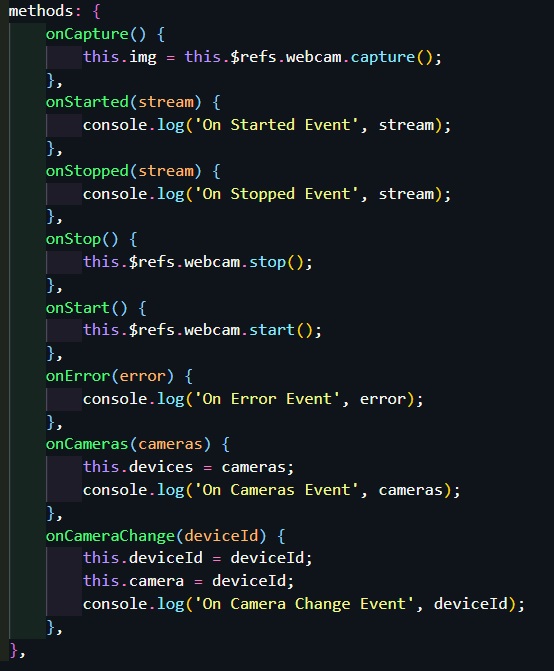 methods: {
onCapture() {
this.img = this.$refs.webcam.capture();
},
onStarted(stream) {
console.log('On Started Event', stream);
},
onStopped(stream) {
console.log('On Stopped Event', stream);
},
onStop() {
this.$refs.webcam.stop();
},
onStart() {
this.$refs.webcam.start();
},
onError(error) {
console.log('On Error Event', error);
},
onCameras(cameras) {
this.devices = cameras;
console.log('On Cameras Event', cameras);
},
onCameraChange(deviceId) {
this.deviceId = deviceId;
this.camera = deviceId;
console.log('On Camera Change Event', deviceId);
},
},